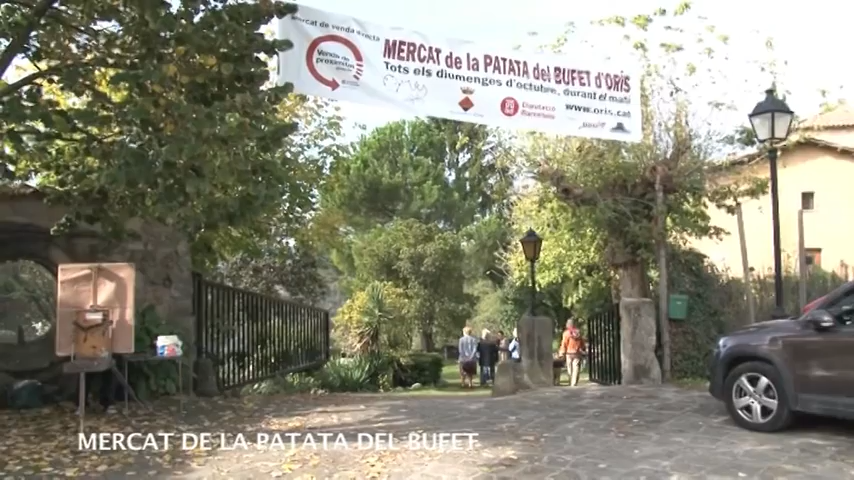 Mercat de venda directa
Venda de
proximitat
MERCAT de la PATATA del BUFET d'ORÍS
Tots els diumenges d'octubre, durant el matí
Diputació
Barcelona
www.oris.cat
MERCAT DE LA PATATA DEL BUFET